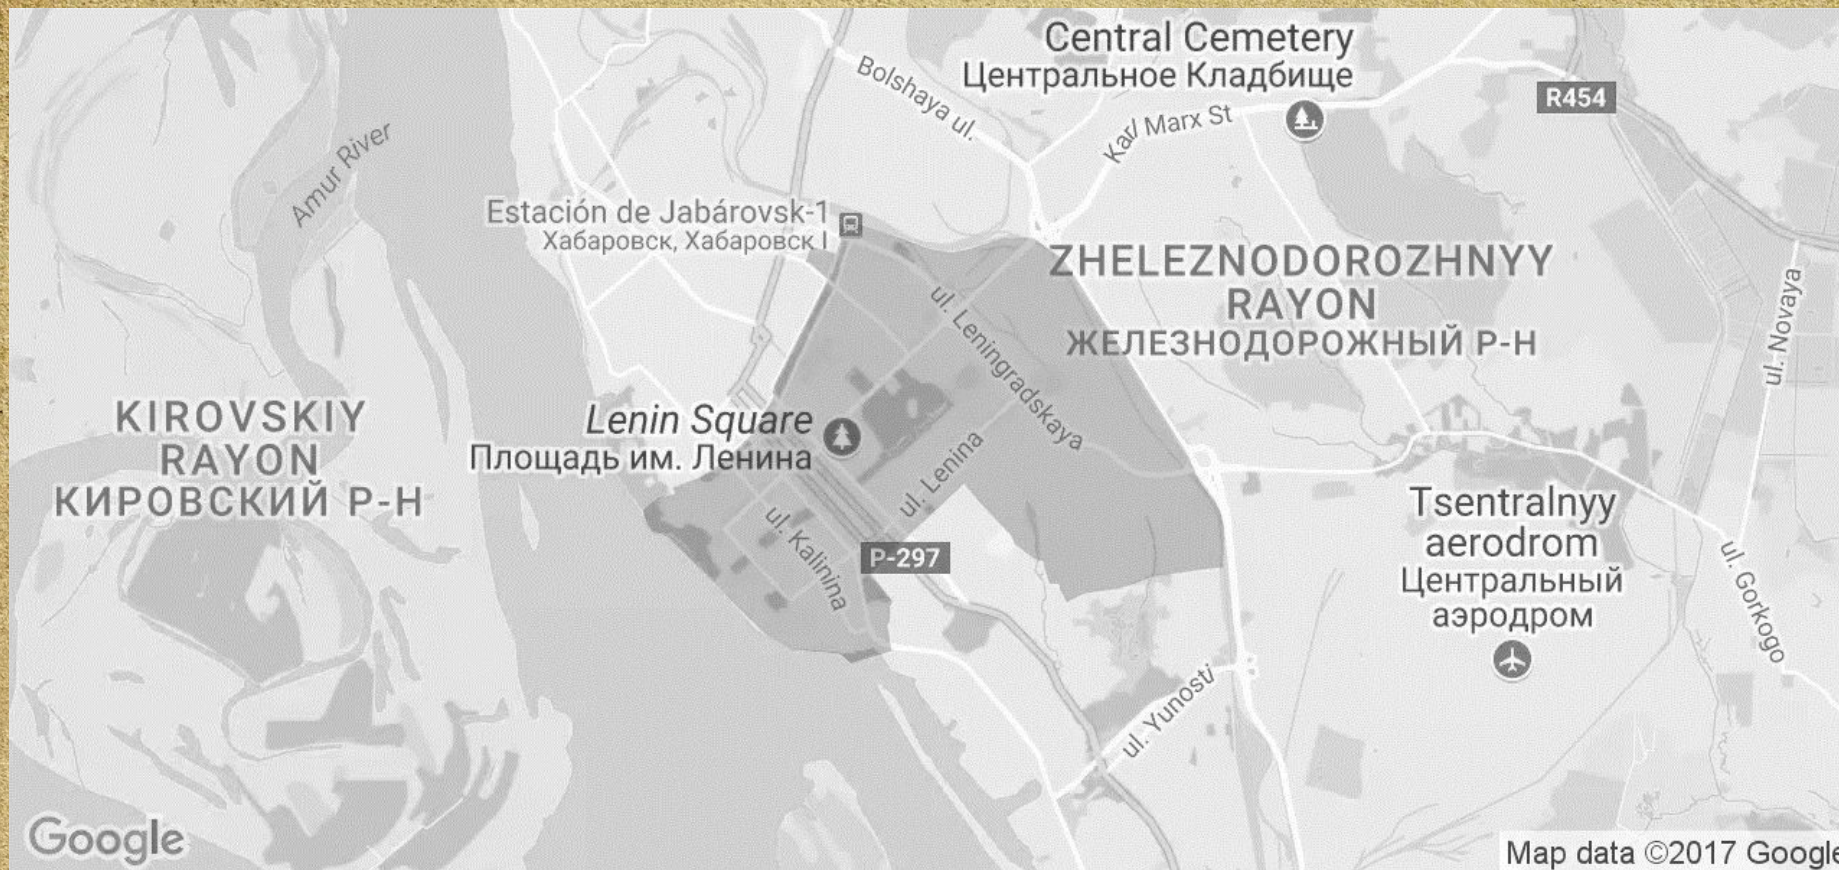 Central Cemetery
Центральное Кладбище
Bolshaya ul.
Karl Marx St
R454
Amur River
Estación de Jabárovsk-1
Хабаровск, Хабаровск I
ZHELEZNODOROZHNYY
RAYON
ЖЕЛЕЗНОДОРОЖНЫЙ Р-Н
ul. Novaya
ul. Leningradskaya
Lenin Square
Площадь им. Ленина
KIROVSKIY
RAYON
КИРОВСКИЙ Р-Н
ul. Lenina
ul. Kalinina
P-297
Tsentralnyy
aerodrom
Центральный
аэродром
ul. Gorkogo
ul. Yunosti
Google
Map data ©2017 Google